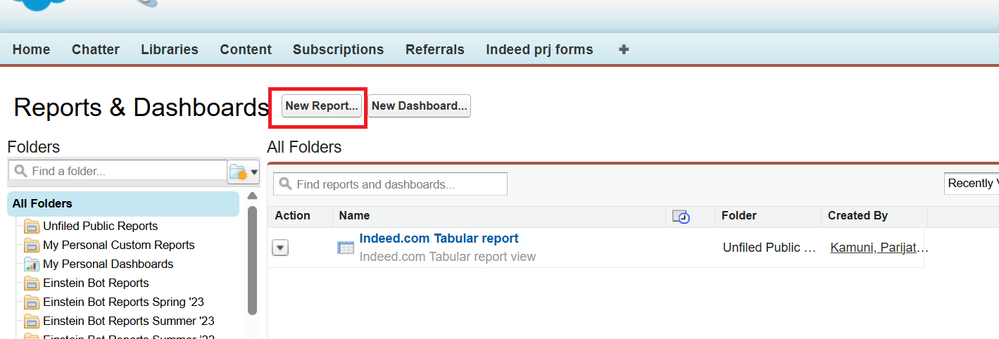 Home Chatter Libraries Content Subscriptions Referrals Indeed prj forms
Reports & Dashboards New Report... New Dashboard...
Folders
Find a folder...
All Folders
Unfiled Public Reports
My Personal Custom Reports
My Personal Dashboards
Einstein Bot Reports
Einstein Bot Reports Spring '23
Einstein Bot Reports Summer '23
All Folders
Find reports and dashboards...
Recently
Action Name Folder Created By
Indeed.com Tabular report
Indeed.com Tabular report view
Unfiled Public ... Kamuni, Parijat...